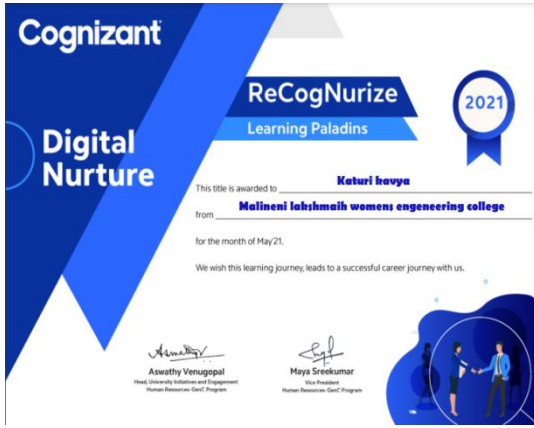 Cognizant
Digital
Nurture
ReCogNurize
Learning Paladins
2021
This title is awarded to Katuri kavya
from Malineni lakshmaih womens engeneering college
for the month of May'21.
We wish this learning journey, leads to a successful career journey with us.
Aswathy Venugopal
Head, University Initiatives and Engagement
Human Resources-GenC Program
Maya Sreekumar
Vice President
Human Resources-GenC Program